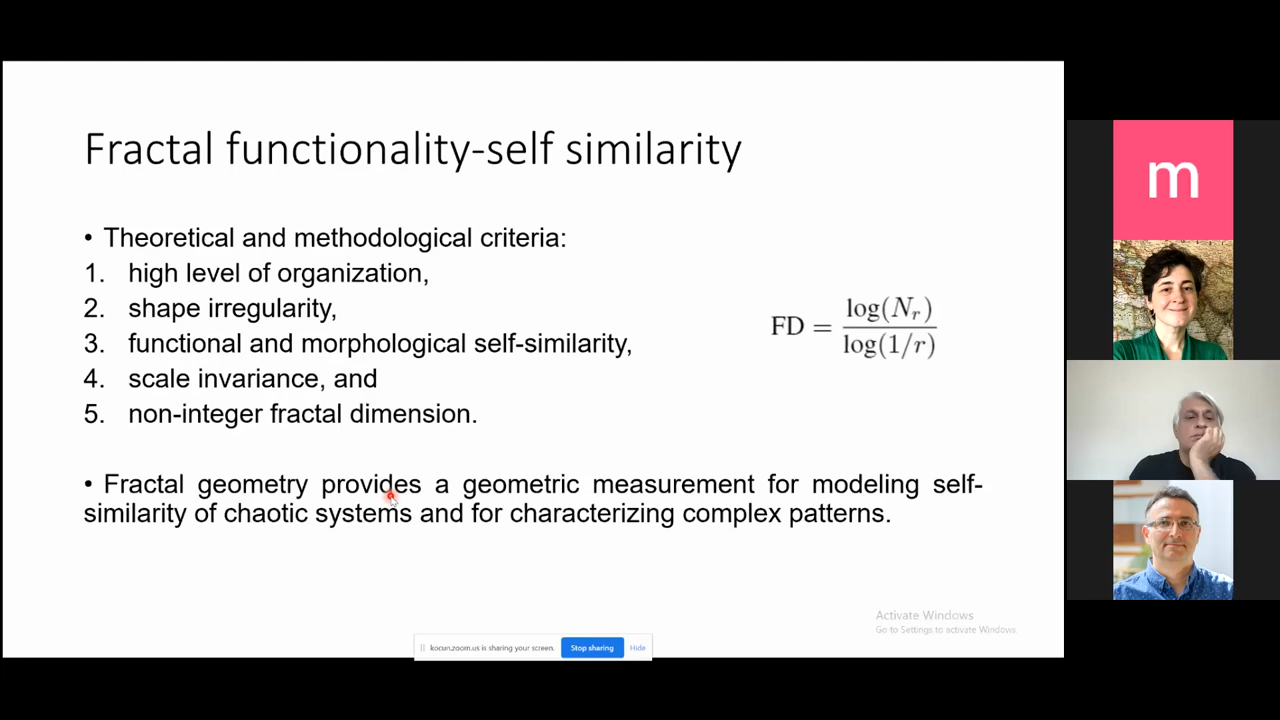 Fractal functionality-self similarity
• Theoretical and methodological criteria:
1. high level of organization,
2. shape irregularity,
3. functional and morphological self-similarity,
4. scale invariance, and
5. non-integer fractal dimension.
FD = log(Nᵣ) / log(1/r)
• Fractal geometry provides a geometric measurement for modeling self-
similarity of chaotic systems and for characterizing complex patterns.
Activate Windows
Go to Settings to activate Windows.
kocun.zoom.us is sharing your screen. Stop sharing Hide
m